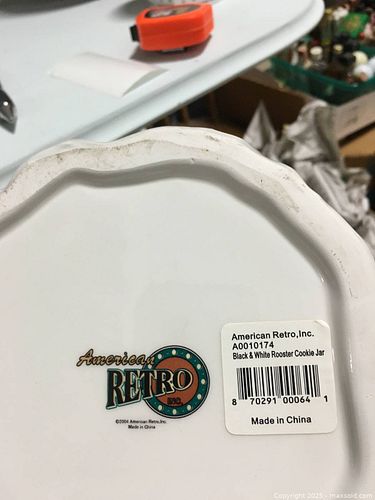 American
RETRO
INC.
©2004 American Retro, Inc.
Made in China
American Retro, Inc.
A0010174
Black & White Rooster Cookie Jar
8 70291 00064 1
Made in China
Copyright 2025 - maxsold.com